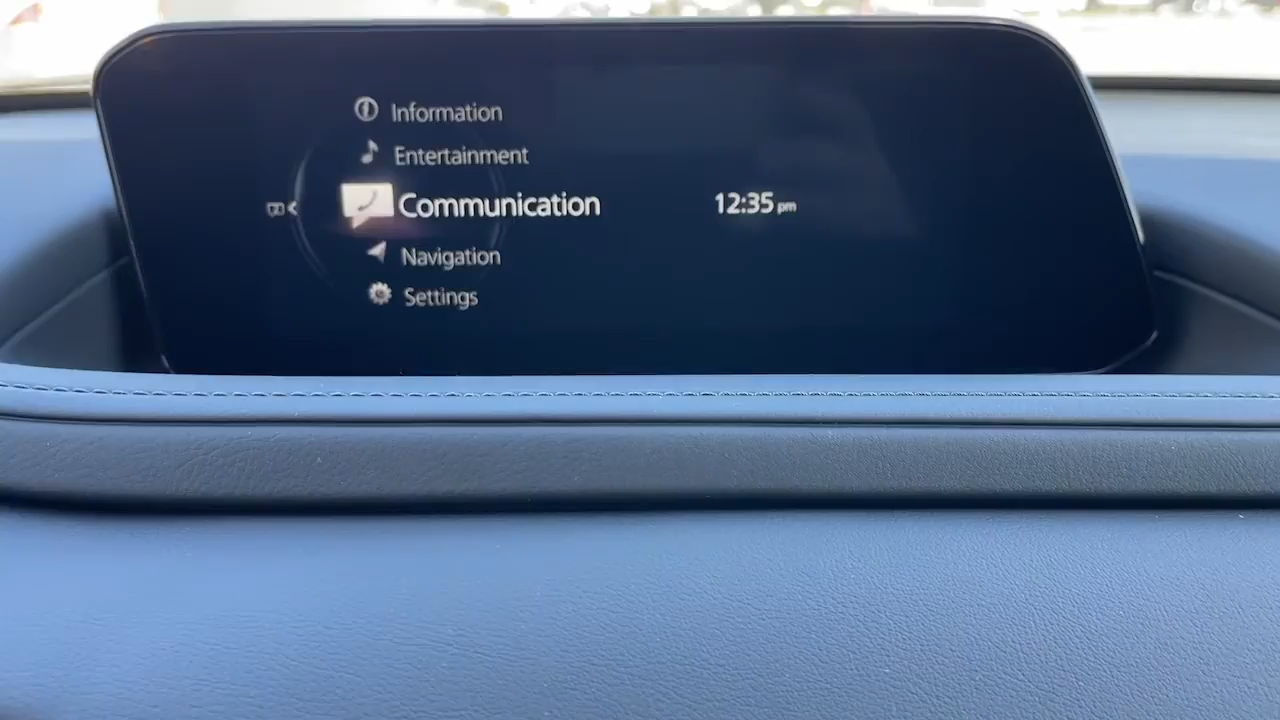 Information
Entertainment
Communication
12:35 pm
Navigation
Settings